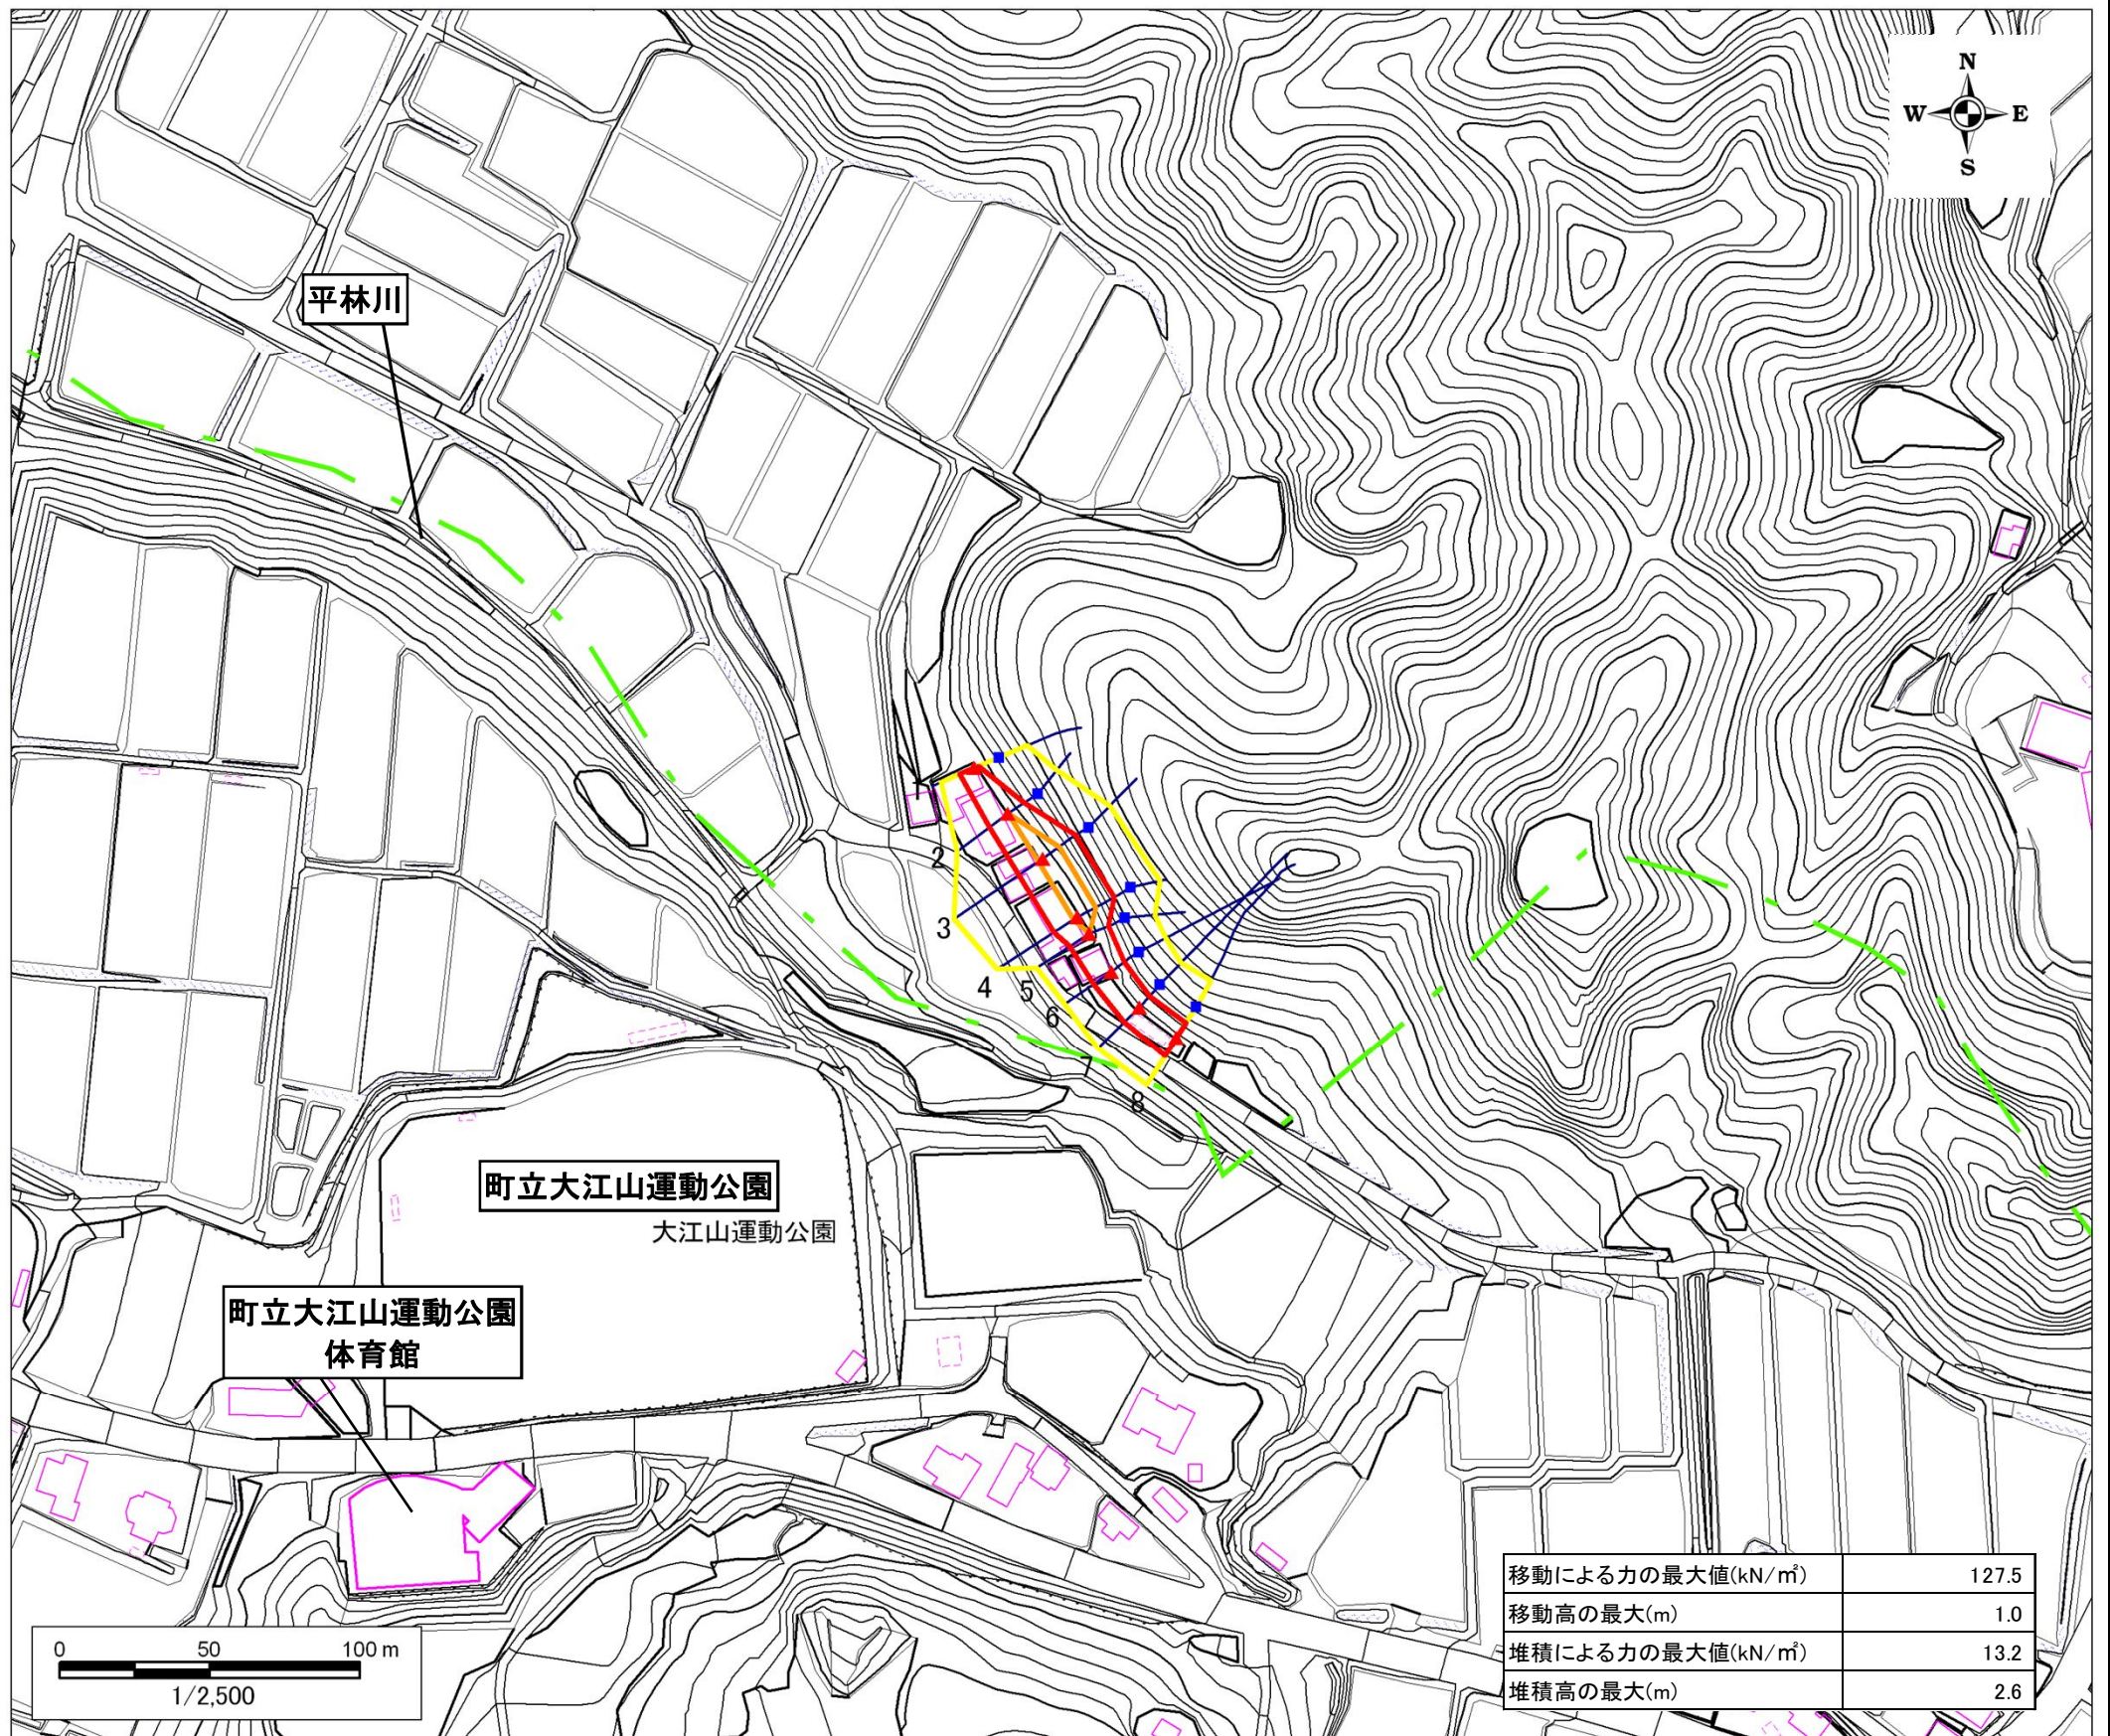 N
W E
S
平林川
1
2
3
4
5
6
8
町立大江山運動公園
大江山運動公園
町立大江山運動公園
体育館
0 50 100 m
1/2,500
移動による力の最大値(kN/㎡) 127.5
移動高の最大(m) 1.0
堆積による力の最大値(kN/㎡) 13.2
堆積高の最大(m) 2.6